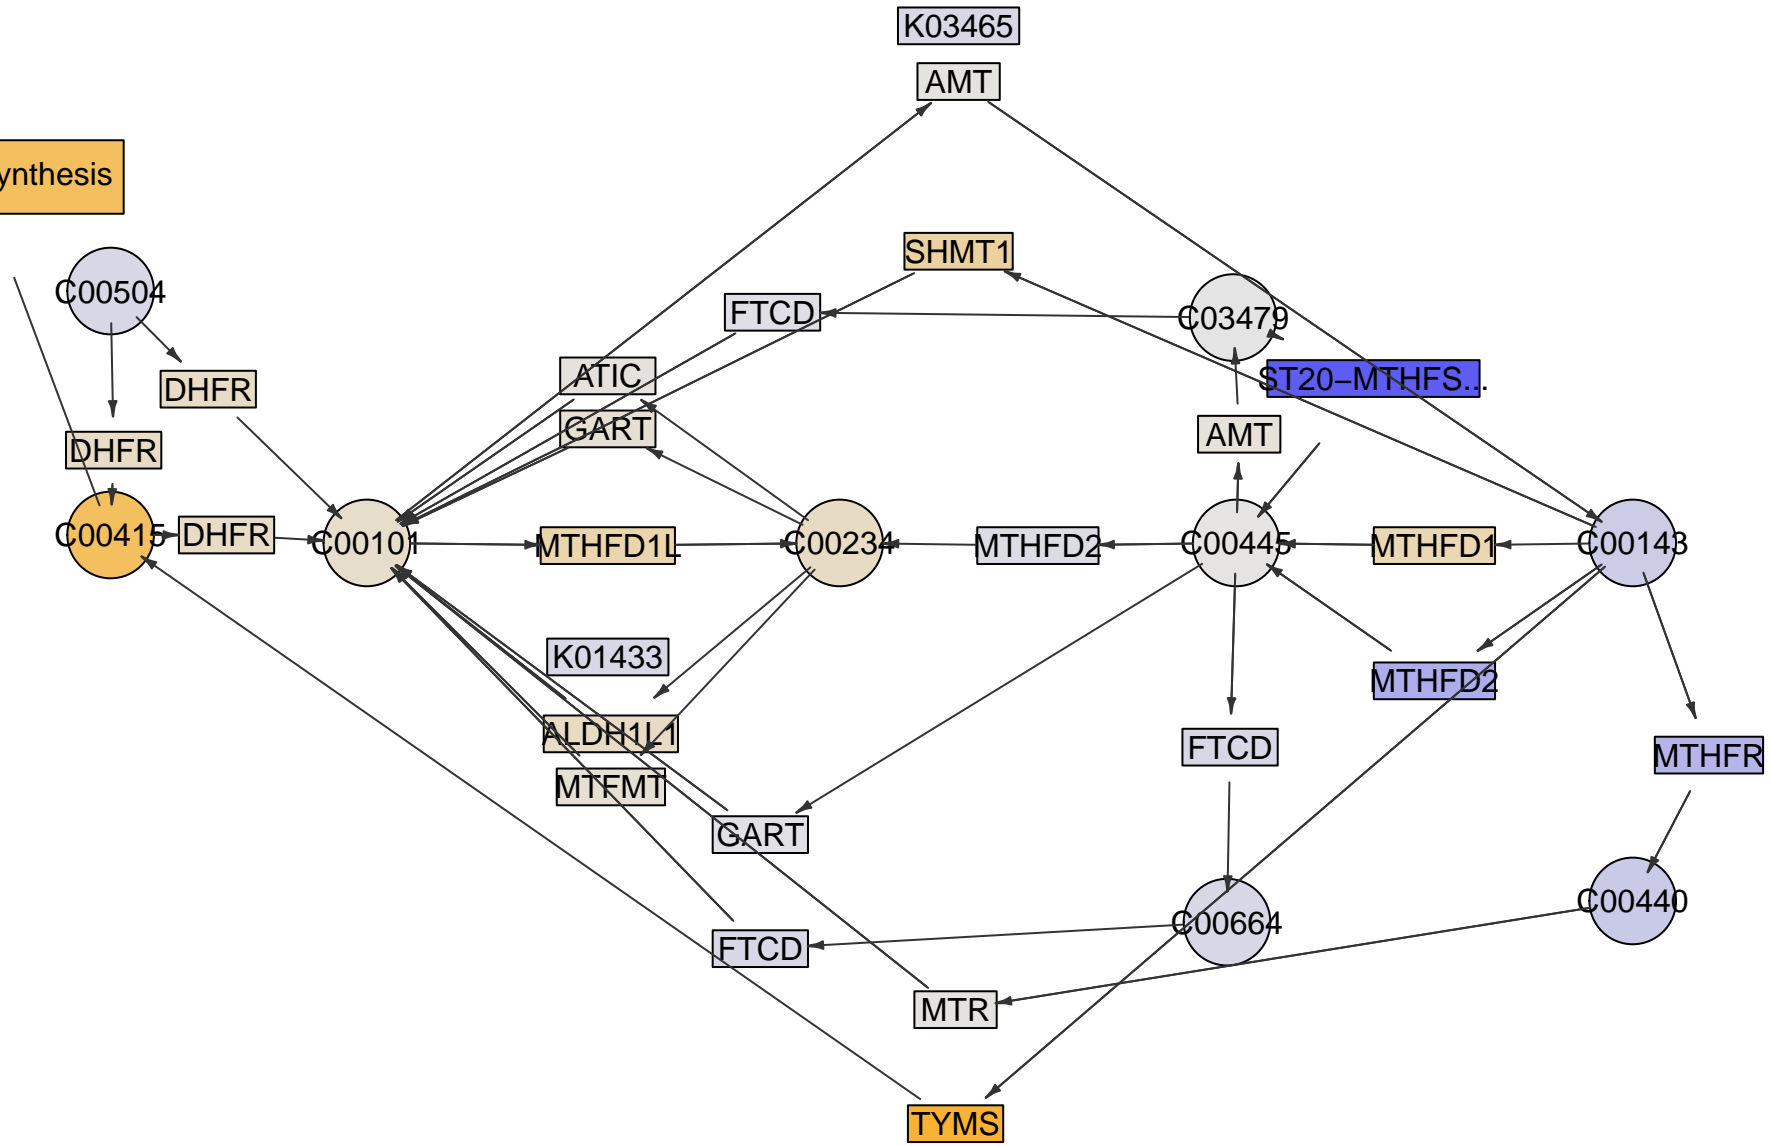 K03465
AMT
ynthesis
SHMT1
C00504
FTCD
C03479
ATIC
ST20−MTHFS...
DHFR
GART
AMT
DHFR
C00415
DHFR
C00101
MTHFD1L
C00234
MTHFD2
C00445
MTHFD1
C00143
K01433
MTHFD2
ALDH1L1
FTCD
MTHFR
MTFMT
GART
C00440
C00664
FTCD
MTR
TYMS